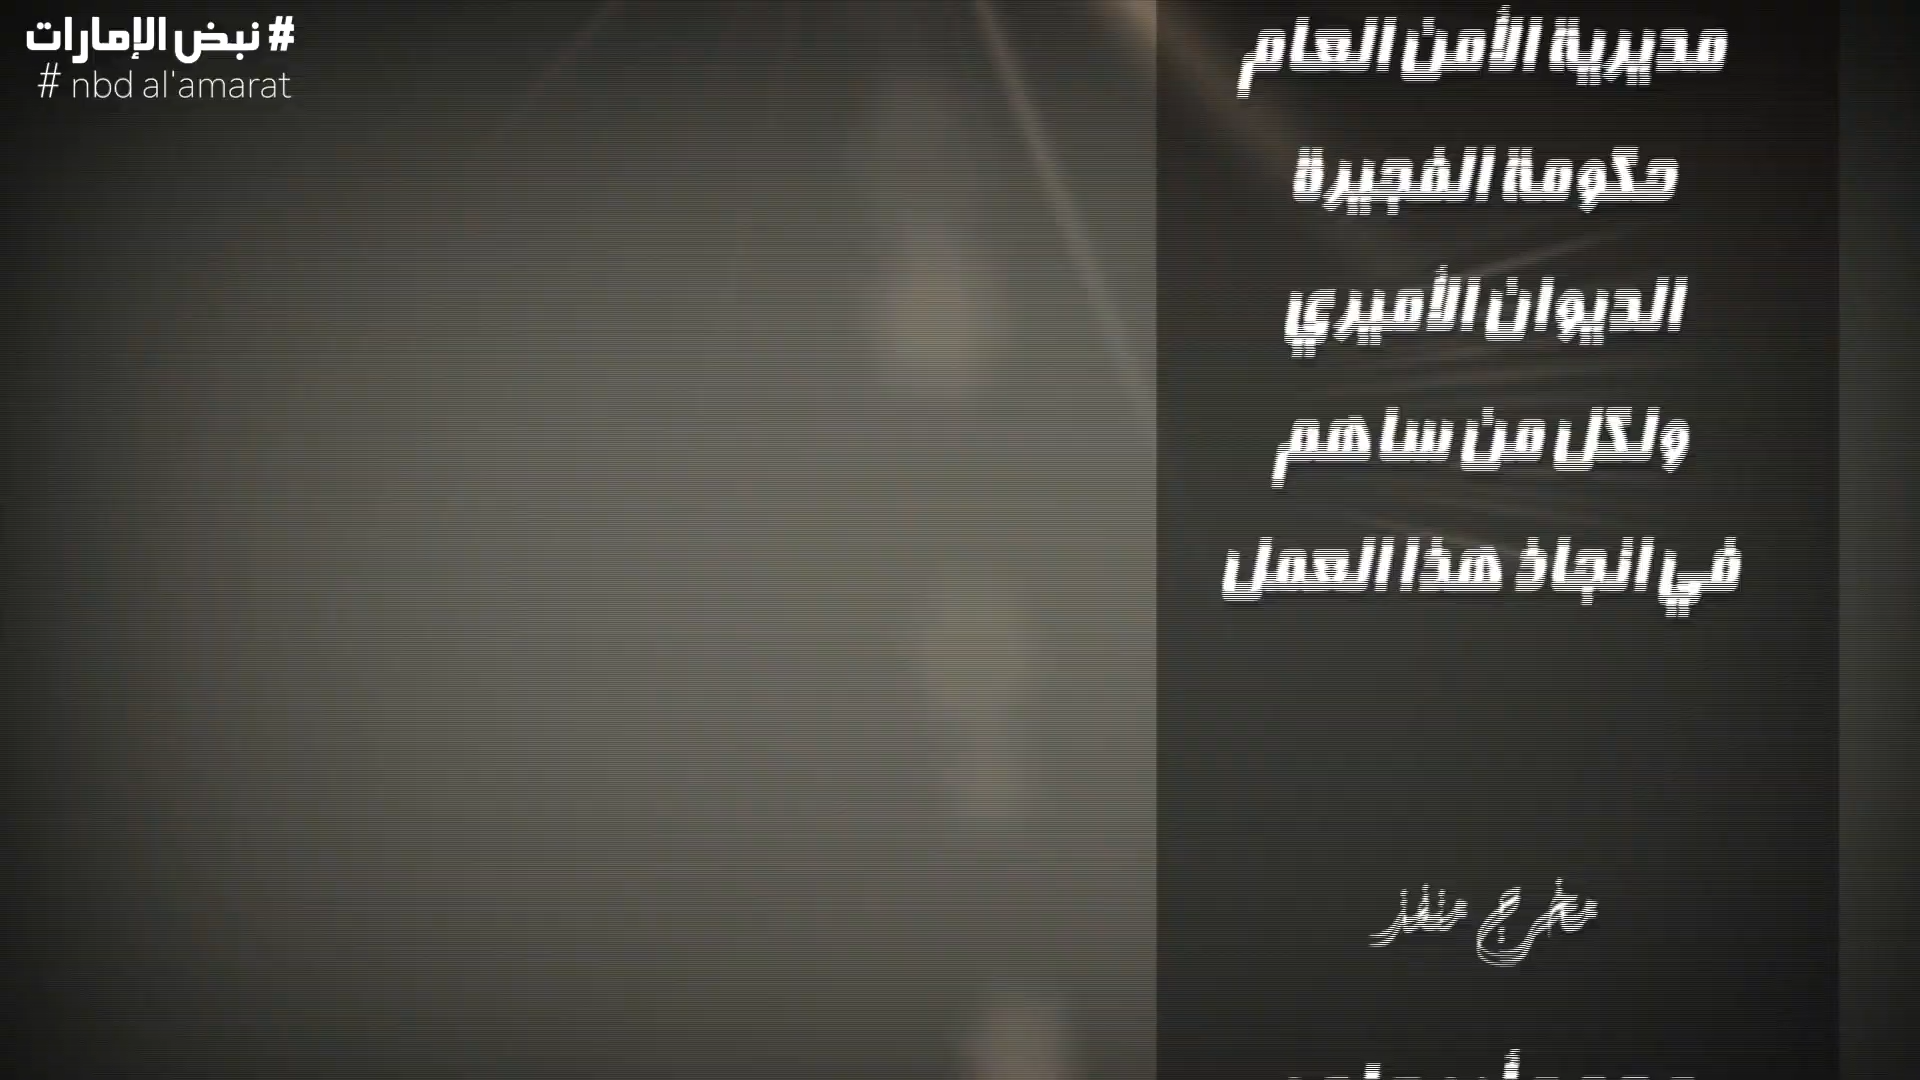 # نبض الإمارات
# nbd al'amarat
مديرية الأمن العام
حكومة الفجيرة
الديوان الأميري
ولكل من ساهم
في انجاذ هذا العمل
مخرج منفذ